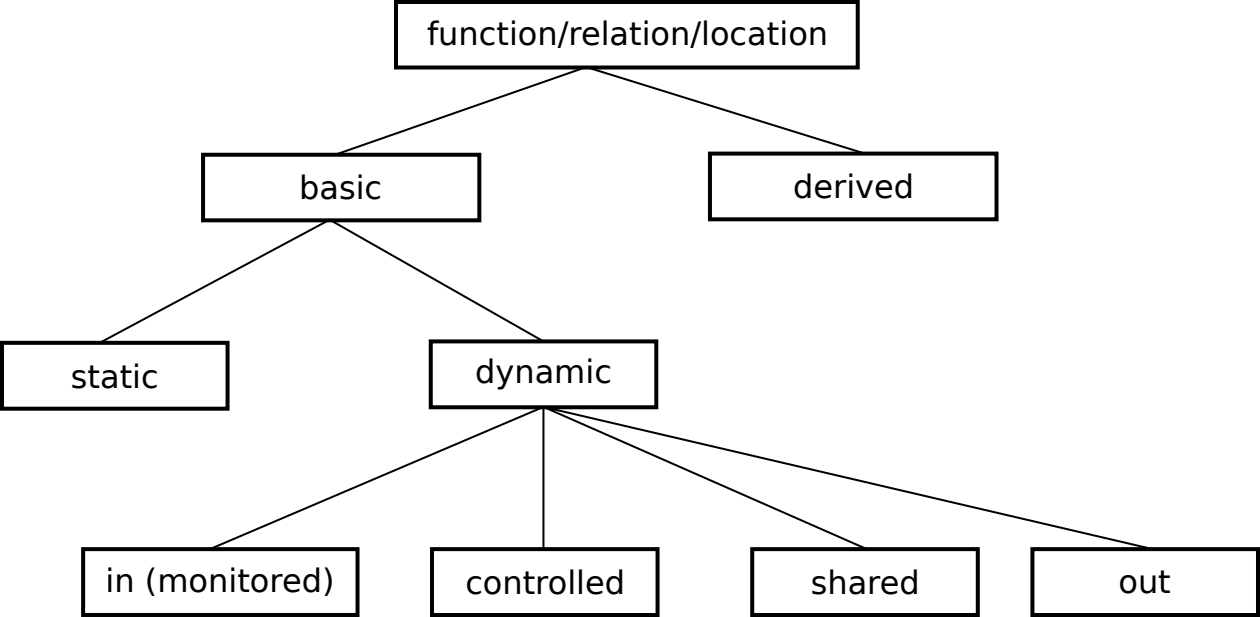 function/relation/location
basic
derived
static
dynamic
in (monitored)
controlled
shared
out